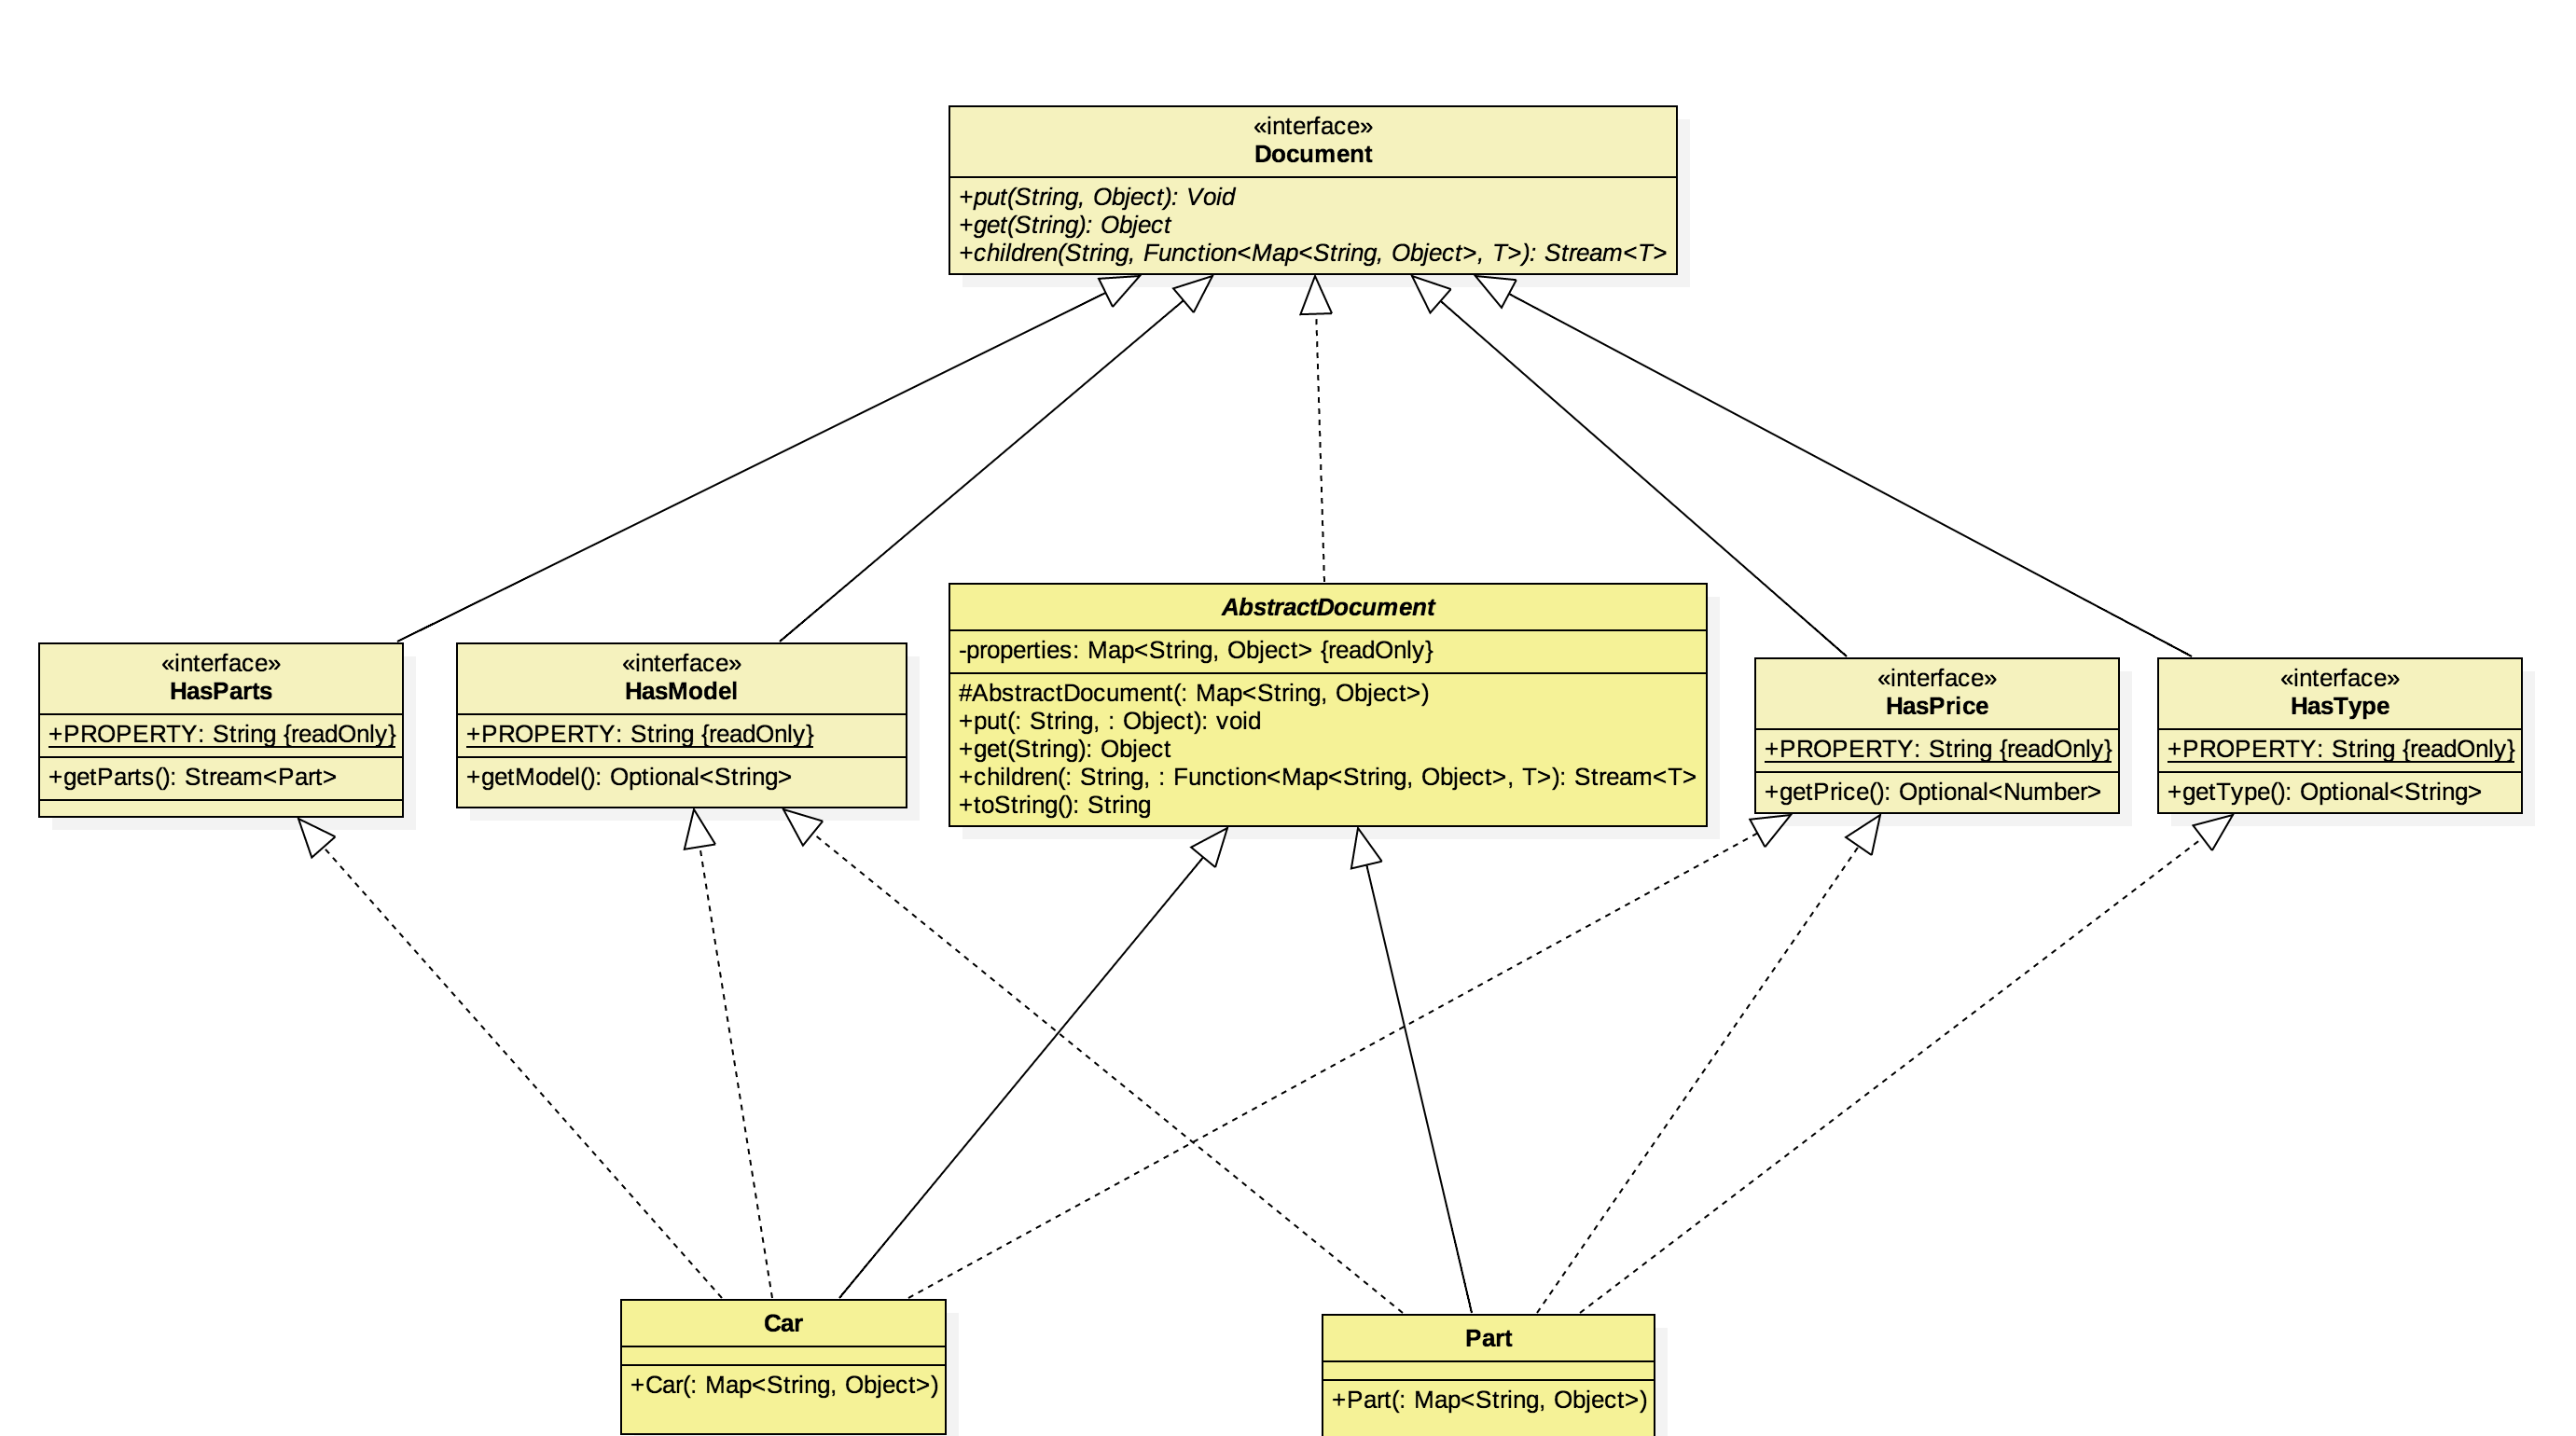 «interface»
Document
+put(String, Object): Void
+get(String): Object
+children(String, Function<Map<String, Object>, T>): Stream<T>
«interface»
HasParts
+PROPERTY: String {readOnly}
+getParts(): Stream<Part>
«interface»
HasModel
+PROPERTY: String {readOnly}
+getModel(): Optional<String>
AbstractDocument
-properties: Map<String, Object> {readOnly}
#AbstractDocument(: Map<String, Object>)
+put(: String, : Object): void
+get(String): Object
+children(: String, : Function<Map<String, Object>, T>): Stream<T>
+toString(): String
«interface»
HasPrice
+PROPERTY: String {readOnly}
+getPrice(): Optional<Number>
«interface»
HasType
+PROPERTY: String {readOnly}
+getType(): Optional<String>
Car
+Car(: Map<String, Object>)
Part
+Part(: Map<String, Object>)